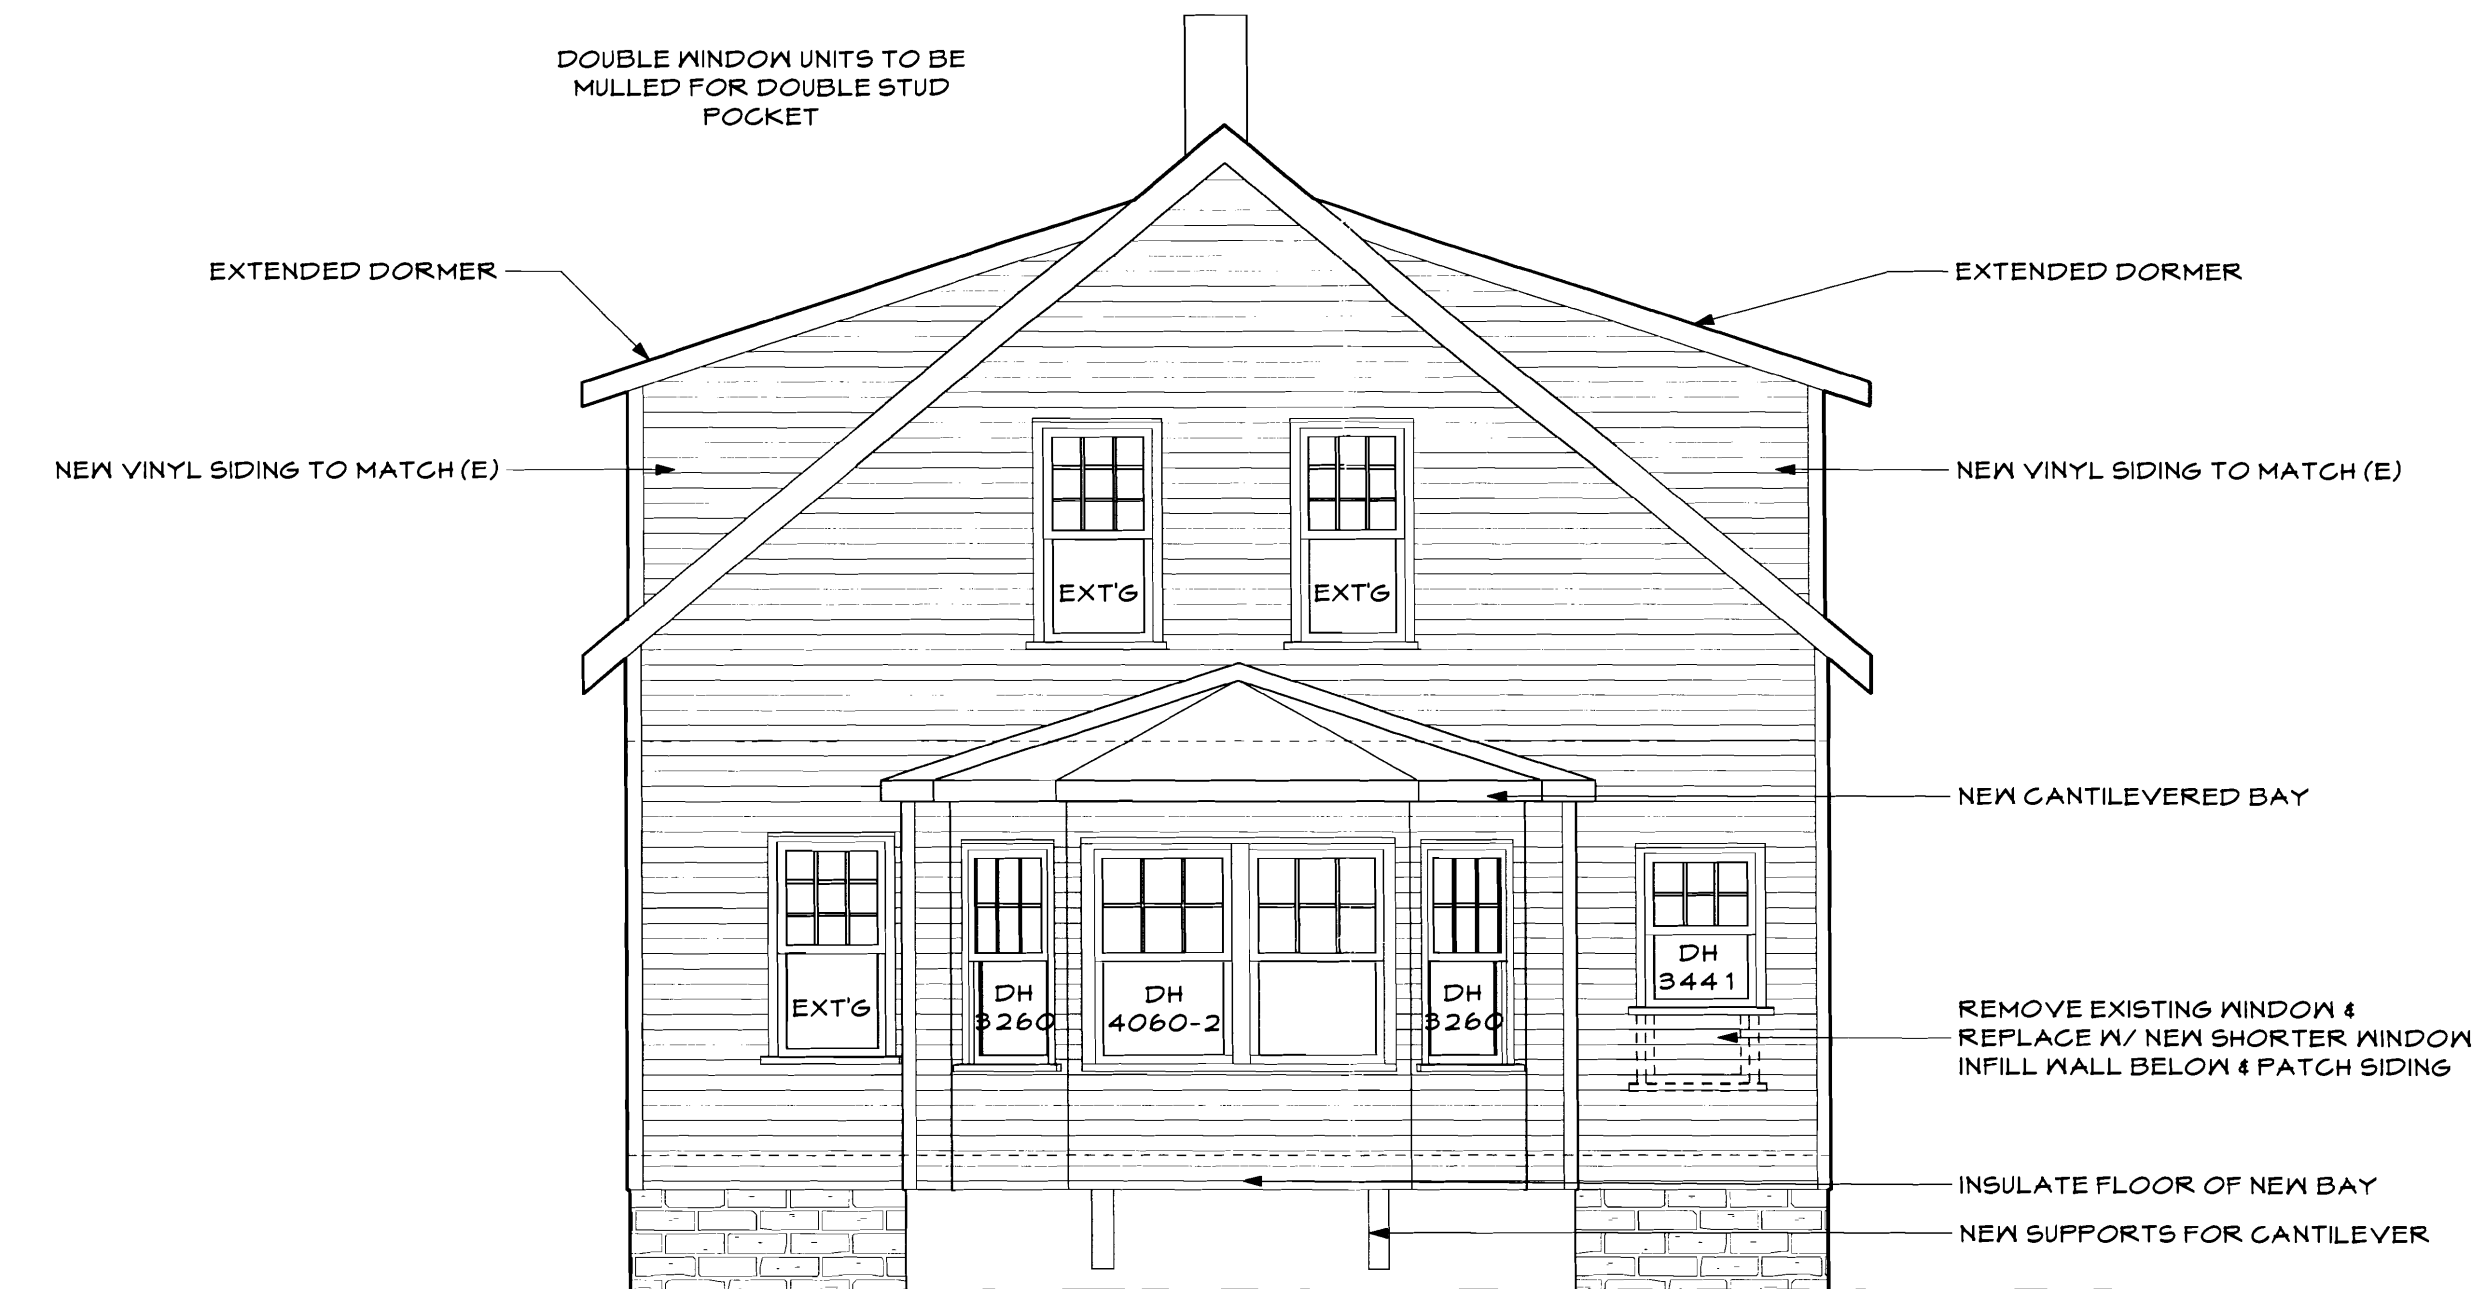 DOUBLE WINDOW UNITS TO BE
MULLED FOR DOUBLE STUD
POCKET
EXTENDED DORMER
EXTENDED DORMER
NEW VINYL SIDING TO MATCH (E)
NEW VINYL SIDING TO MATCH (E)
EXT'G
EXT'G
NEW CANTILEVERED BAY
EXT'G
DH
3260
DH
4060-2
DH
3260
DH
3441
REMOVE EXISTING WINDOW &
REPLACE W/ NEW SHORTER WINDOW
INFILL WALL BELOW & PATCH SIDING
INSULATE FLOOR OF NEW BAY
NEW SUPPORTS FOR CANTILEVER